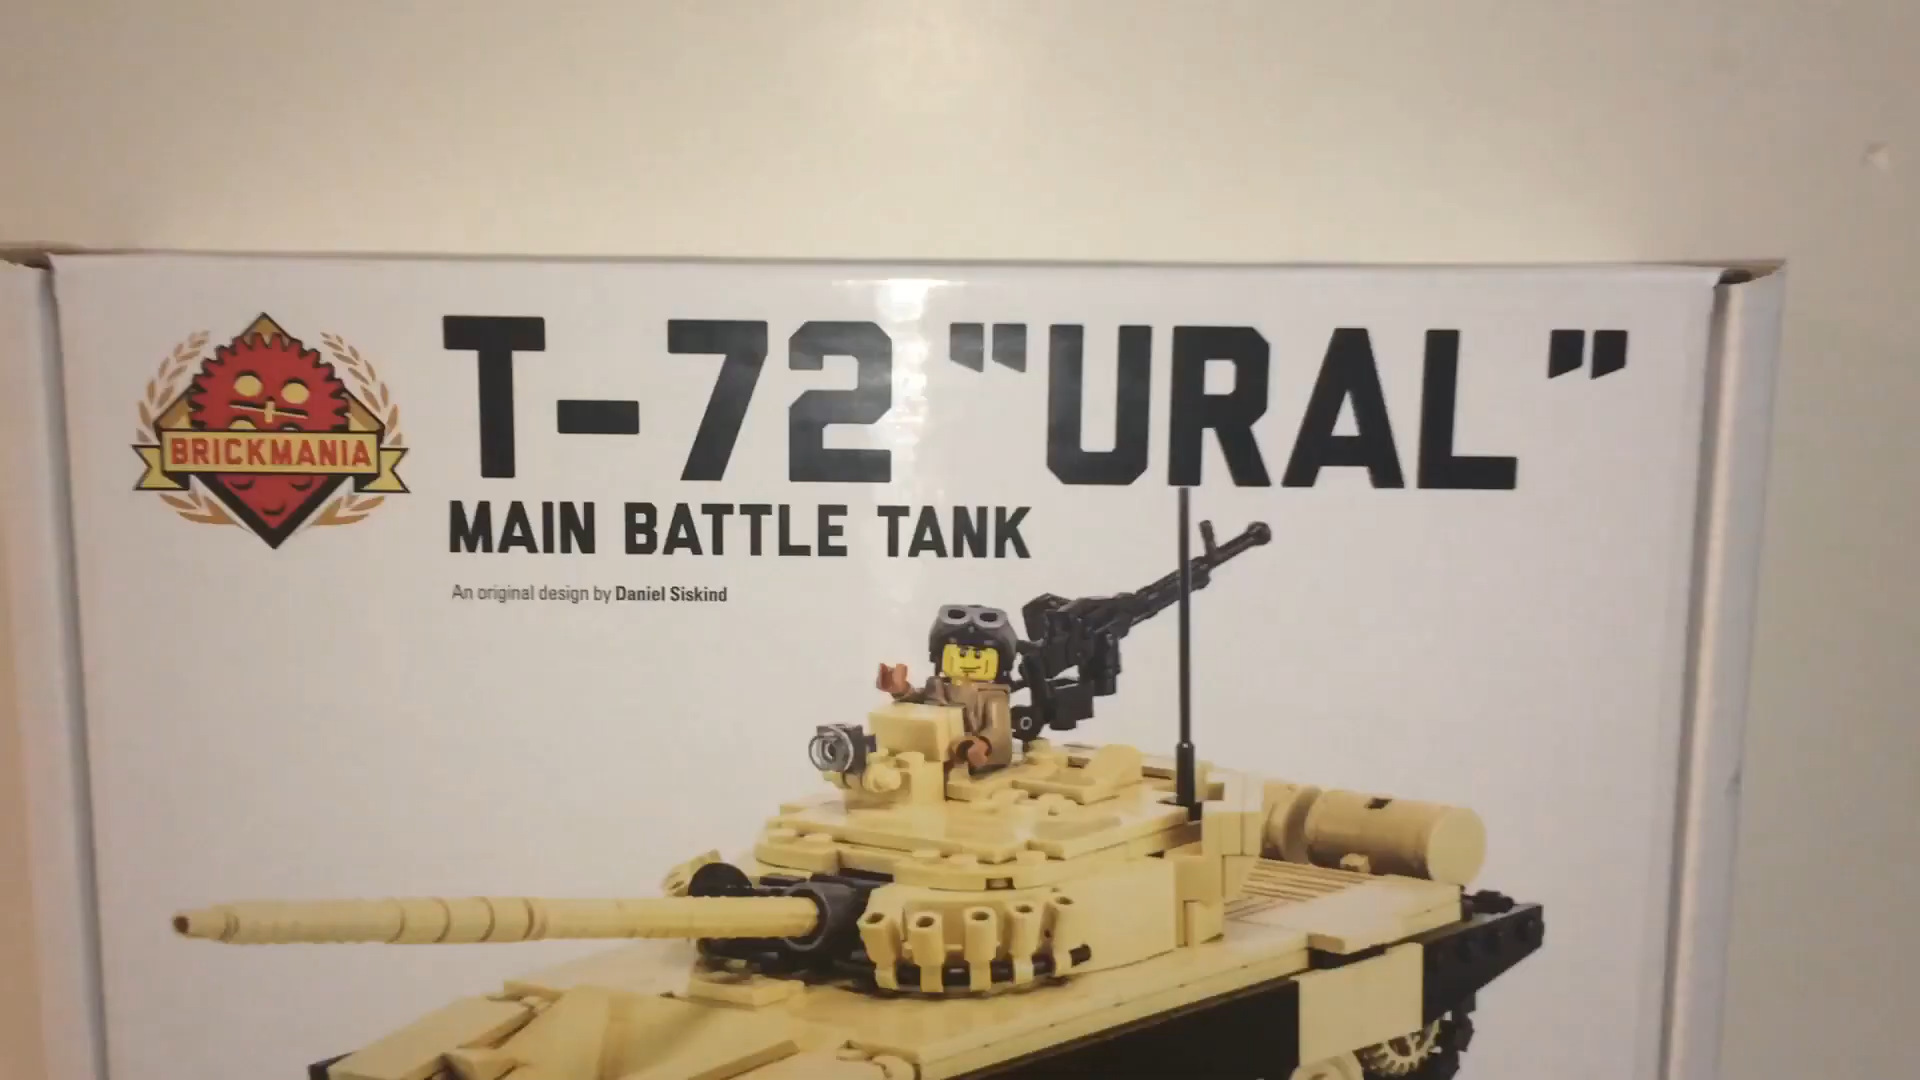 T-72 "URAL"
BRICKMANIA
MAIN BATTLE TANK
An original design by Daniel Siskind